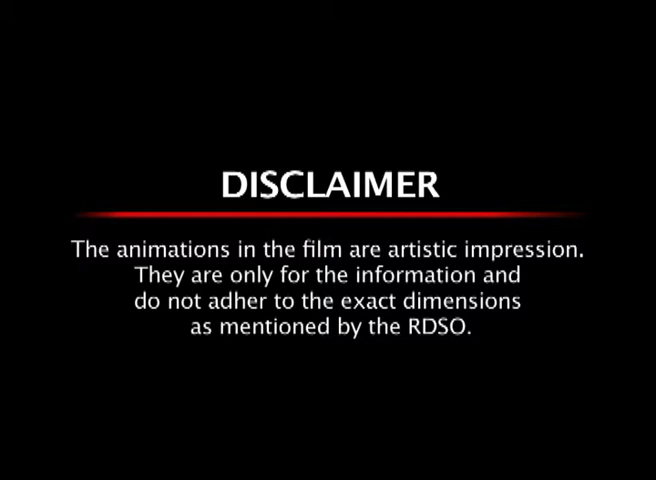 DISCLAIMER
The animations in the film are artistic impression.
They are only for the information and
do not adher to the exact dimensions
as mentioned by the RDSO.